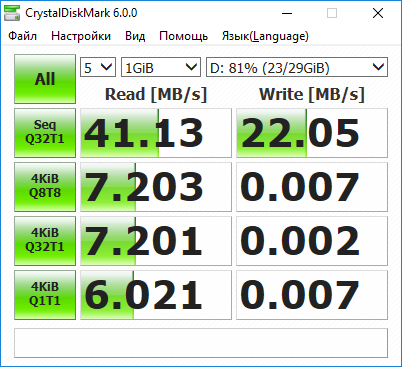 CrystalDiskMark 6.0.0
Файл Настройки Вид Помощь Язык(Language)
All 5 1GiB D: 81% (23/29GiB)
Read [MB/s] Write [MB/s]
Seq
Q32T1 41.13 22.05
4KiB
Q8T8 7.203 0.007
4KiB
Q32T1 7.201 0.002
4KiB
Q1T1 6.021 0.007